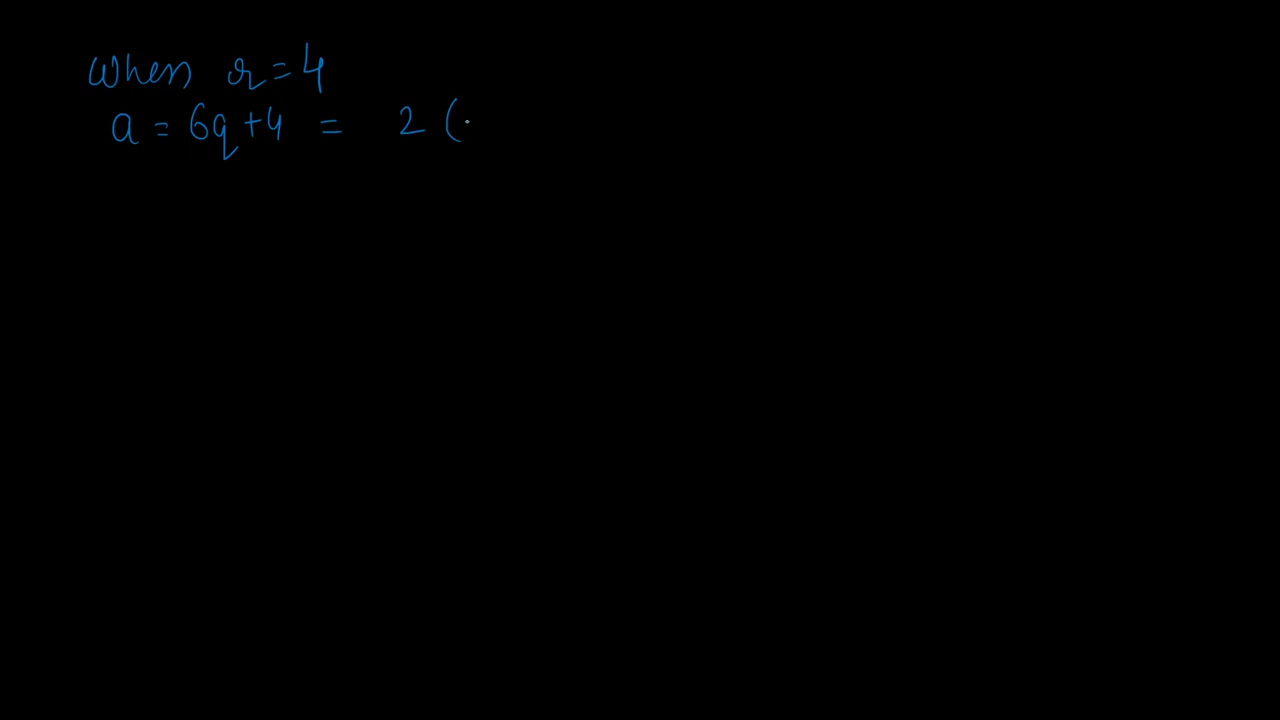 When r=4
a = 6q+4 = 2 (